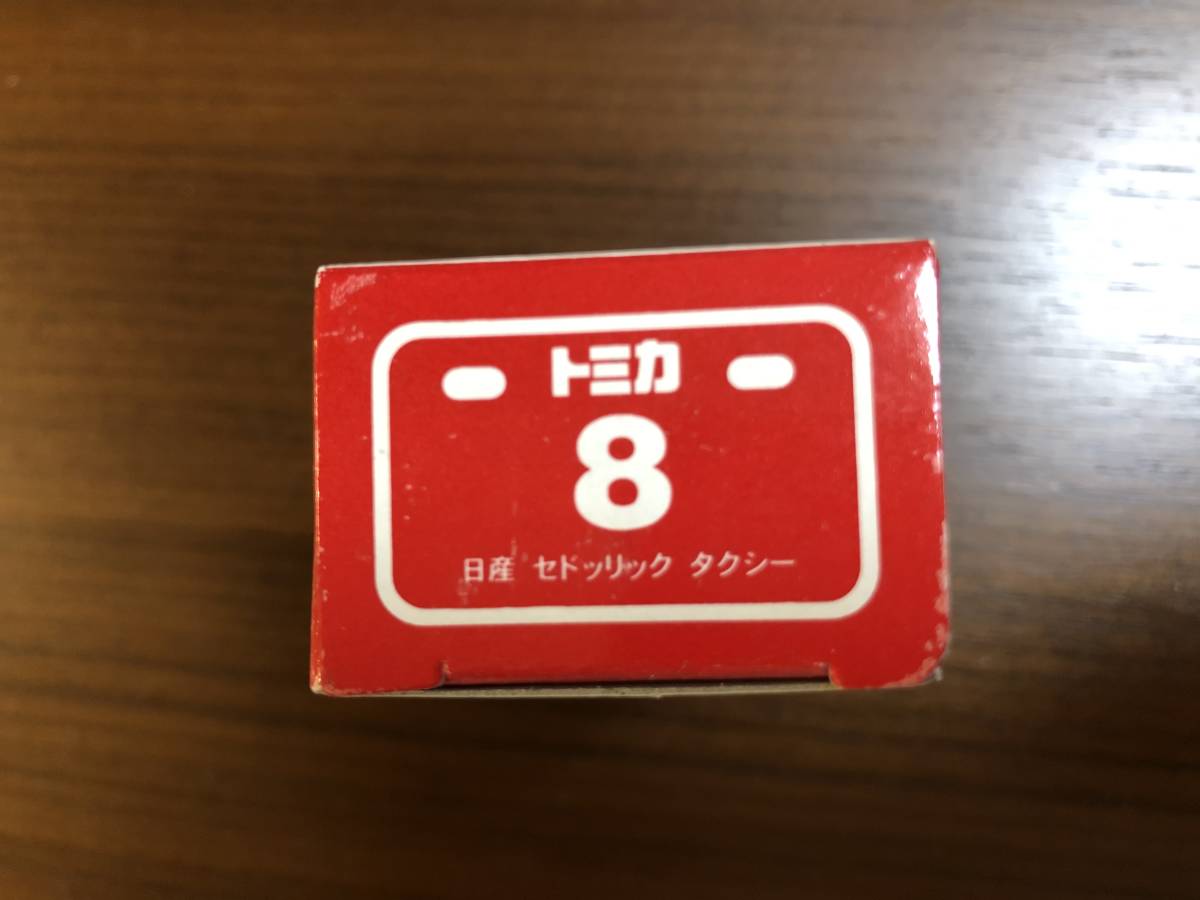 トミカ
8
日産 セドッリック タクシー